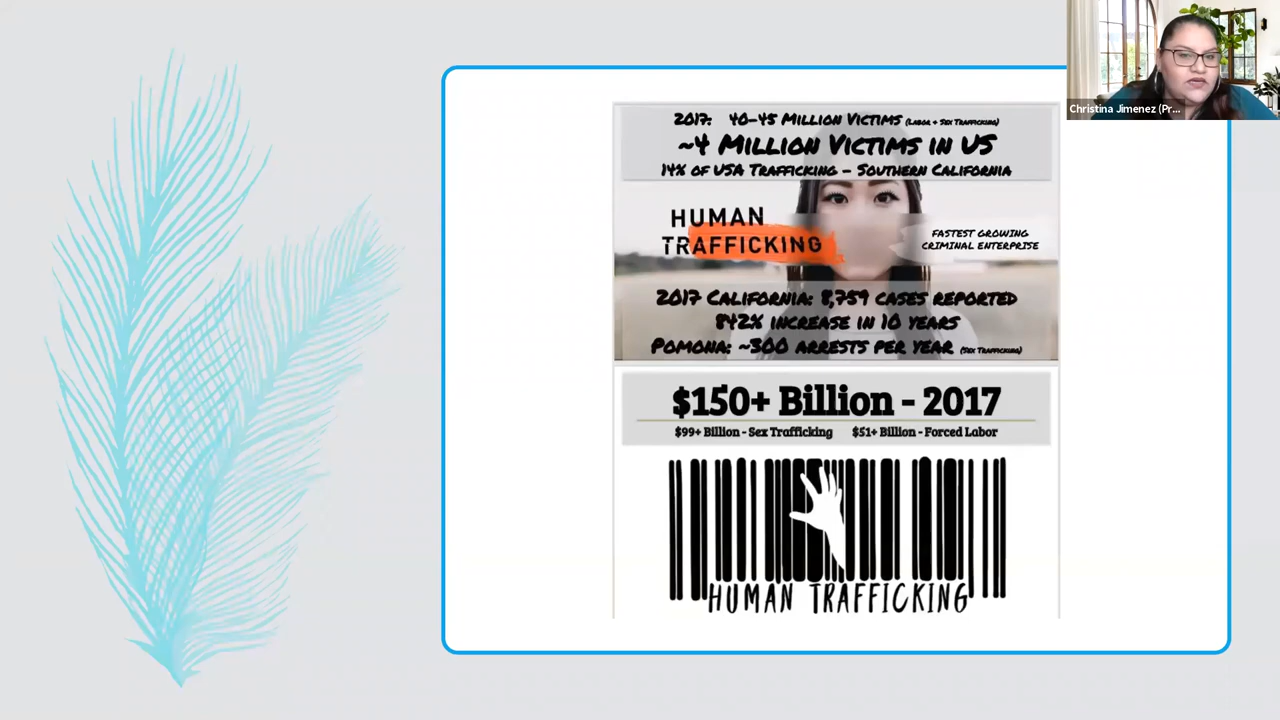 Christina Jimenez (Pr...
2017: 40-45 Million Victims (Labor + Sex Trafficking)
~4 Million Victims in US
14% of USA Trafficking - Southern California
HUMAN
TRAFFICKING
FASTEST GROWING
CRIMINAL ENTERPRISE
2017 California: 8,759 cases reported
842% increase in 10 years
Pomona: ~300 arrests per year (Sex Trafficking)
$150+ Billion - 2017
$99+ Billion - Sex Trafficking $51+ Billion - Forced Labor
HUMAN TRAFFICKING